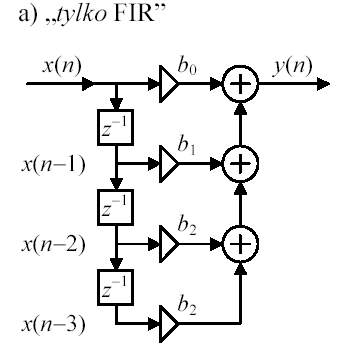 a) „tylko FIR”
x(n) b₀ y(n)
z⁻¹
x(n–1) b₁
z⁻¹
x(n–2) b₂
z⁻¹
x(n–3) b₂